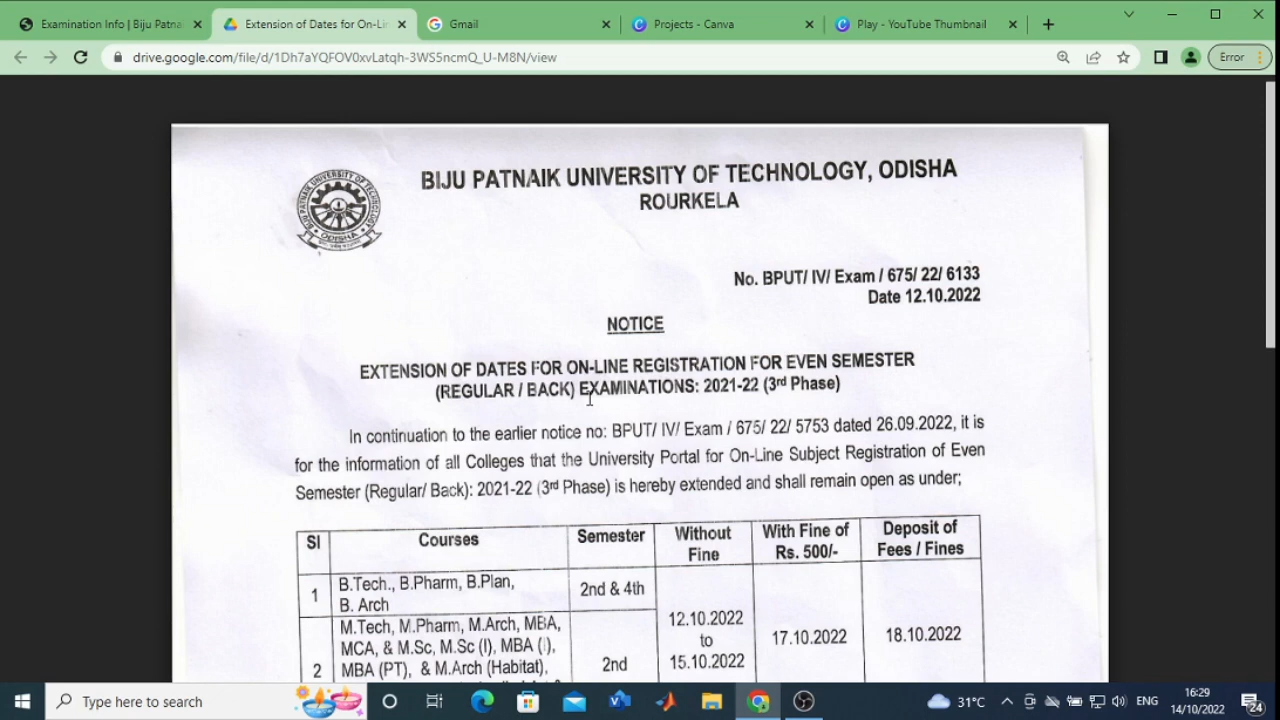 Examination Info | Biju Patna
Extension of Dates for On-Li
Gmail
Projects - Canva
Play - YouTube Thumbnail
drive.google.com/file/d/1Dh7aYQFOV0xvLatqh-3WS5ncmQ_U-M8N/view
Error
BIJU PATNAIK UNIVERSITY OF TECHNOLOGY, ODISHA
ROURKELA
BIJU PATNAIK UNIVERSITY OF TECHNOLOGY
ODISHA
No. BPUT/ IV/ Exam / 675/ 22/ 6133
Date 12.10.2022
NOTICE
EXTENSION OF DATES FOR ON-LINE REGISTRATION FOR EVEN SEMESTER
(REGULAR / BACK) EXAMINATIONS: 2021-22 (3rd Phase)
In continuation to the earlier notice no: BPUT/ IV/ Exam / 675/ 22/ 5753 dated 26.09.2022, it is
for the information of all Colleges that the University Portal for On-Line Subject Registration of Even
Semester (Regular/ Back): 2021-22 (3rd Phase) is hereby extended and shall remain open as under;
Sl Courses Semester Without Fine With Fine of Rs. 500/- Deposit of Fees / Fines
1 B.Tech., B.Pharm, B.Plan, 2nd & 4th
B. Arch
12.10.2022 to 15.10.2022 17.10.2022 18.10.2022
M.Tech, M.Pharm, M.Arch, MBA,
MCA, & M.Sc, M.Sc (I), MBA (I),
2 MBA (PT), & M.Arch (Habitat), 2nd
Type here to search
31°C
ENG
16:29
14/10/2022
24